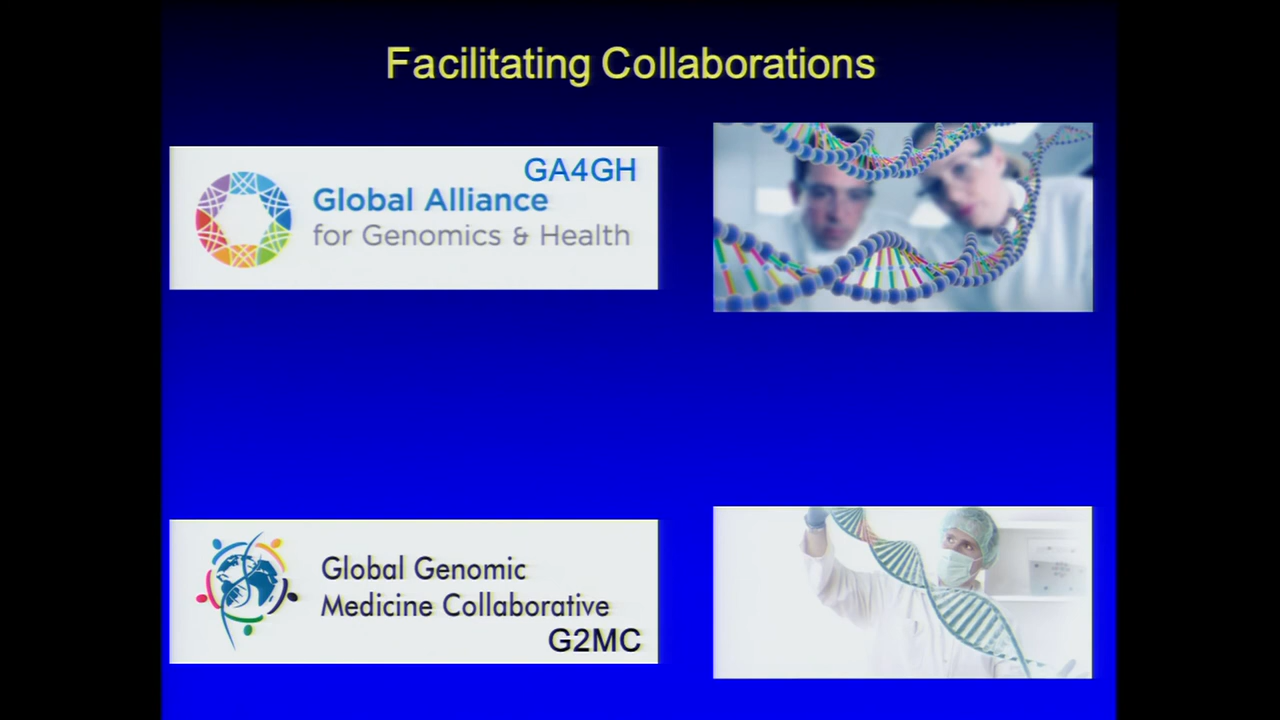 Facilitating Collaborations
GA4GH
Global Alliance
for Genomics & Health
Global Genomic
Medicine Collaborative
G2MC